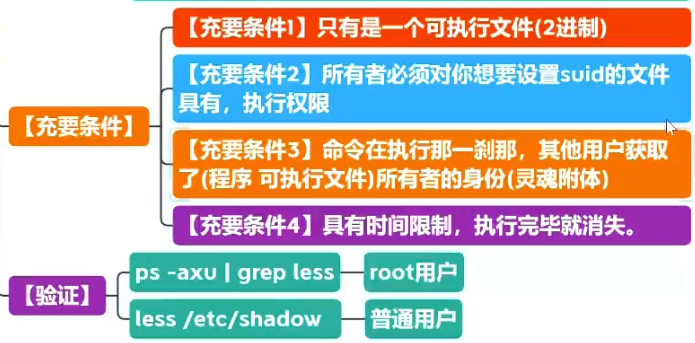 【充要条件1】只有是一个可执行文件(2进制)
【充要条件2】所有者必须对你想要设置suid的文件
具有，执行权限
【充要条件】
【充要条件3】命令在执行那一刹那，其他用户获取
了(程序 可执行文件)所有者的身份(灵魂附体)
【充要条件4】具有时间限制，执行完毕就消失。
【验证】
ps -axu | grep less
root用户
less /etc/shadow
普通用户